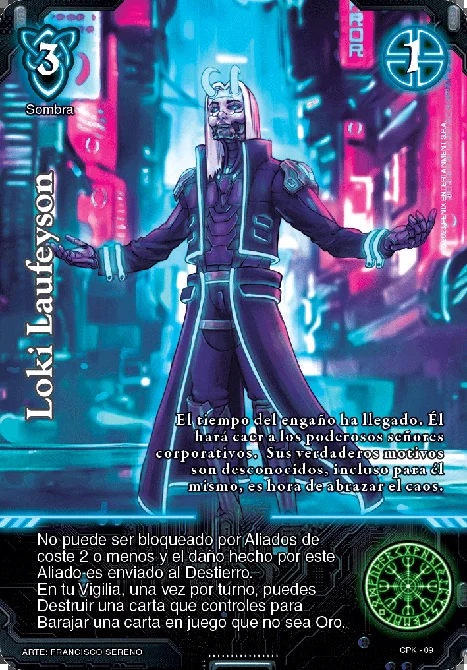 3
1
Sombra
ROR
Loki Laufeyson
El tiempo del engaño ha llegado. Él
hará caer a los poderosos señores
corporativos. Sus verdaderos motivos
son desconocidos, incluso para él
mismo, es hora de abrazar el caos.
No puede ser bloqueado por Aliados de
coste 2 o menos y el daño hecho por este
Aliado es enviado al Destierro.
En tu Vigilia, una vez por turno, puedes
Destruir una carta que controles para
Barajar una carta en juego que no sea Oro.
ARTE: FRANCISCO SERENO
CPK - 09